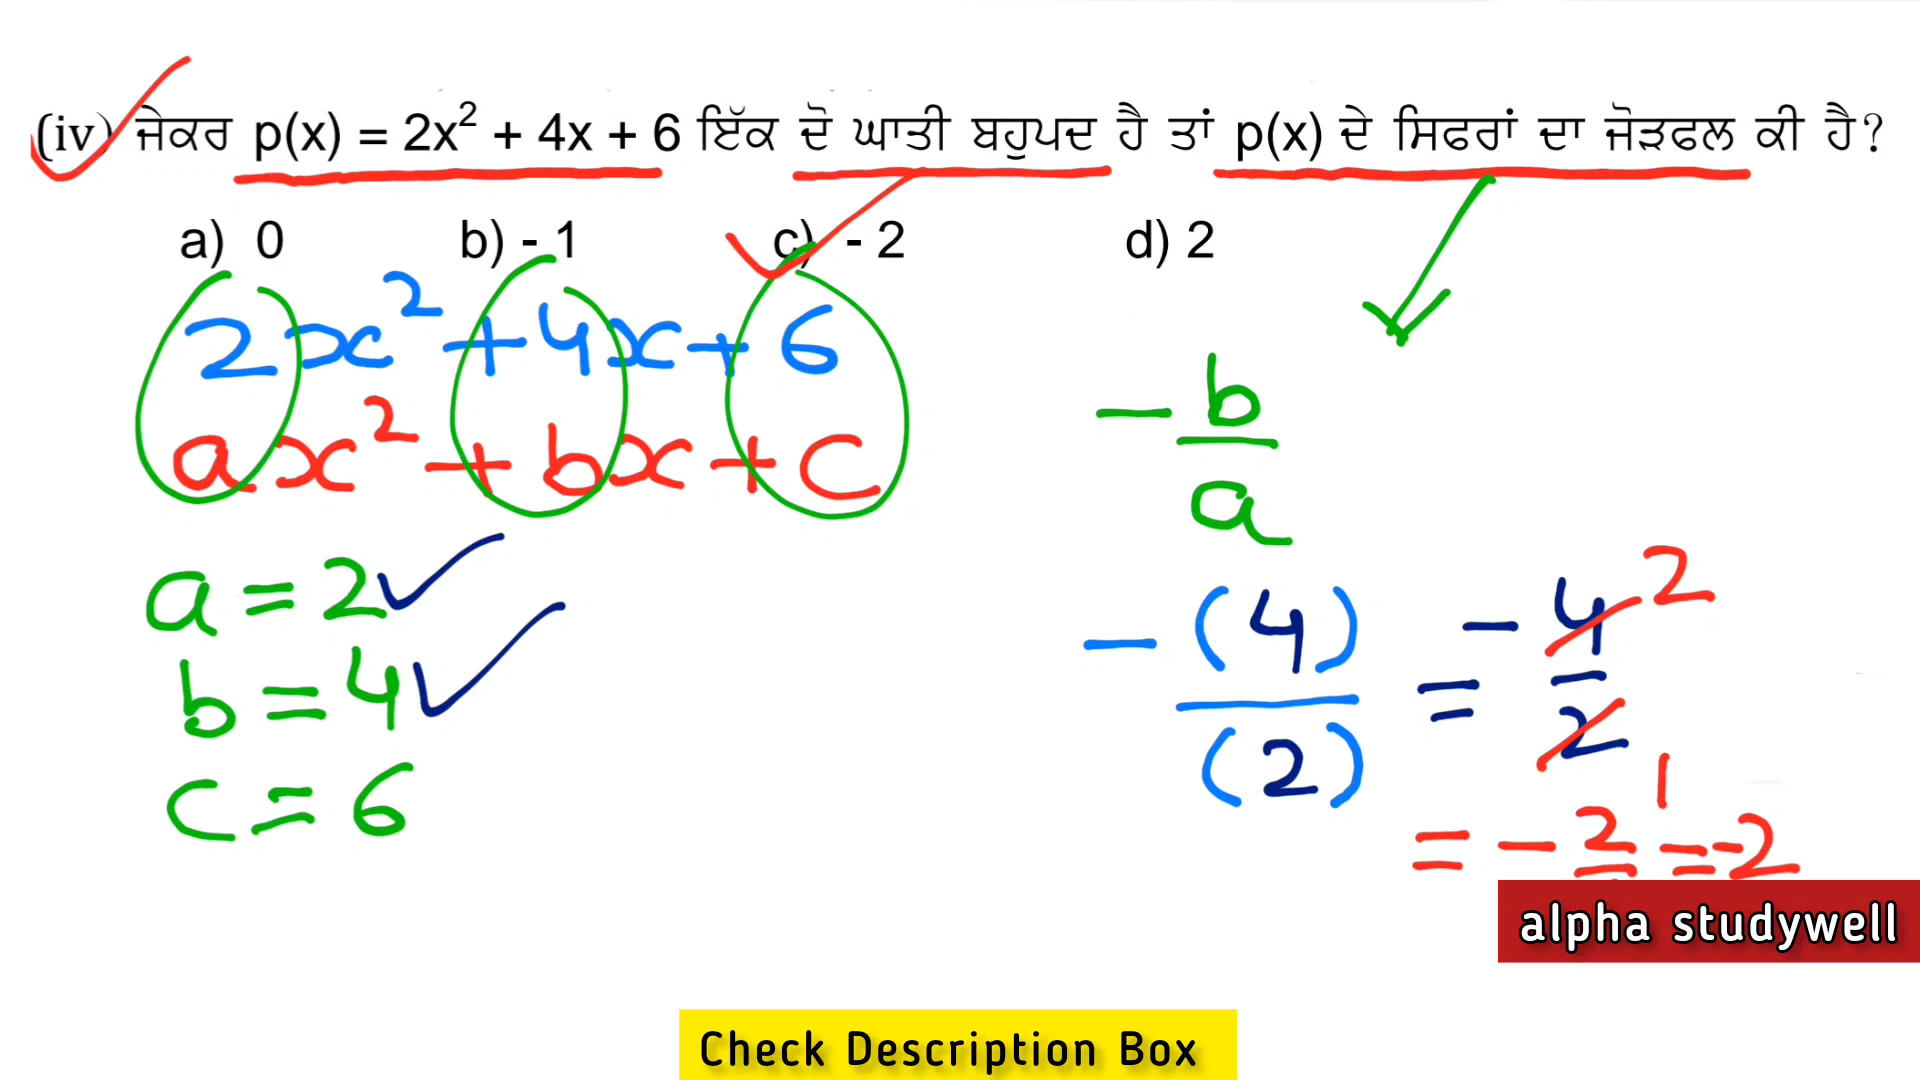 (iv) ਜੇਕਰ p(x) = 2x² + 4x + 6 ਇੱਕ ਦੋ ਘਾਤੀ ਬਹੁਪਦ ਹੈ ਤਾਂ p(x) ਦੇ ਸਿਫਰਾਂ ਦਾ ਜੋੜਫਲ ਕੀ ਹੈ?
a) 0 b) - 1 c) - 2 d) 2
2x² + 4x + 6
ax² + bx + c
a = 2
b = 4
c = 6
- b
a
- (4) = - 4 2
(2) 2 1
= - 2 = -2
alpha studywell
Check Description Box